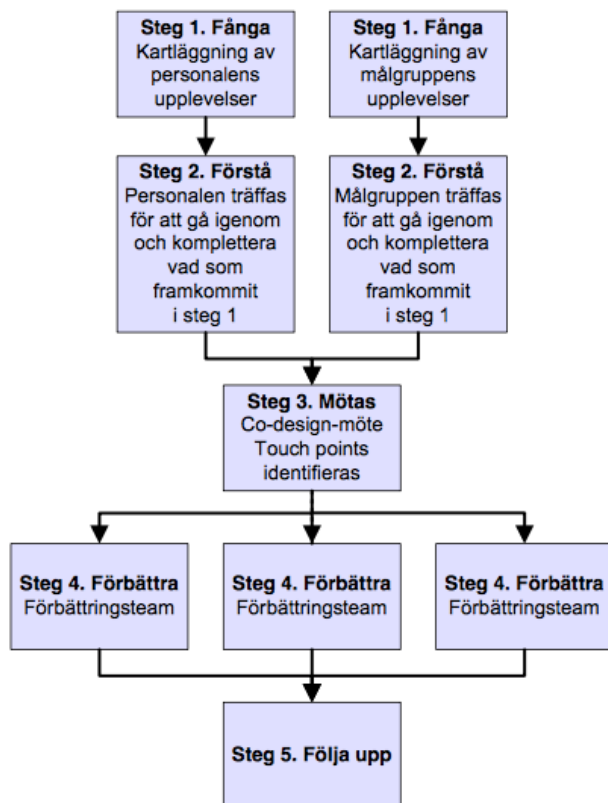 Steg 1. Fånga
Kartläggning av
personalens
upplevelser
Steg 1. Fånga
Kartläggning av
målgruppens
upplevelser
Steg 2. Förstå
Personalen träffas
för att gå igenom
och komplettera
vad som
framkommit
i steg 1
Steg 2. Förstå
Målgruppen träffas
för att gå igenom
och komplettera
vad som
framkommit
i steg 1
Steg 3. Mötas
Co-design-möte
Touch points
identifieras
Steg 4. Förbättra
Förbättringsteam
Steg 4. Förbättra
Förbättringsteam
Steg 4. Förbättra
Förbättringsteam
Steg 5. Följa upp